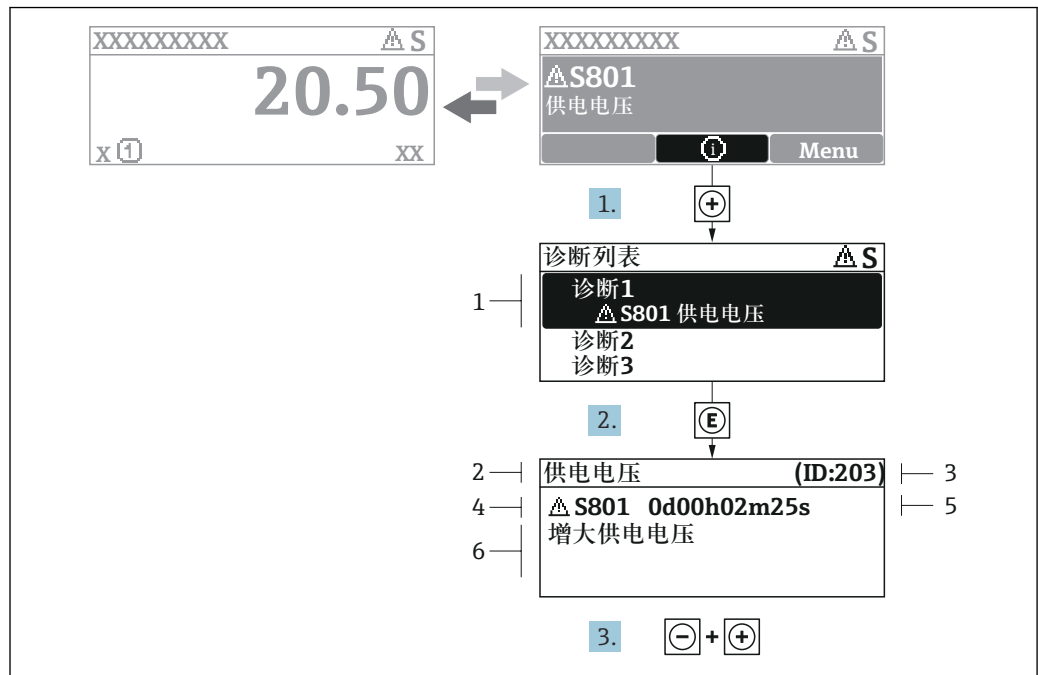 XXXXXXXXX ⚠ S
20.50
x ① XX
XXXXXXXXX ⚠ S
⚠S801
供电电压
ⓘ Menu
1. ⊕
诊断列表 ⚠ S
1 诊断1
⚠ S801 供电电压
诊断2
诊断3
2. Ⓔ
2 供电电压 (ID:203) 3
4 ⚠ S801 0d00h02m25s 5
6 增大供电电压
3. ⊖+⊕